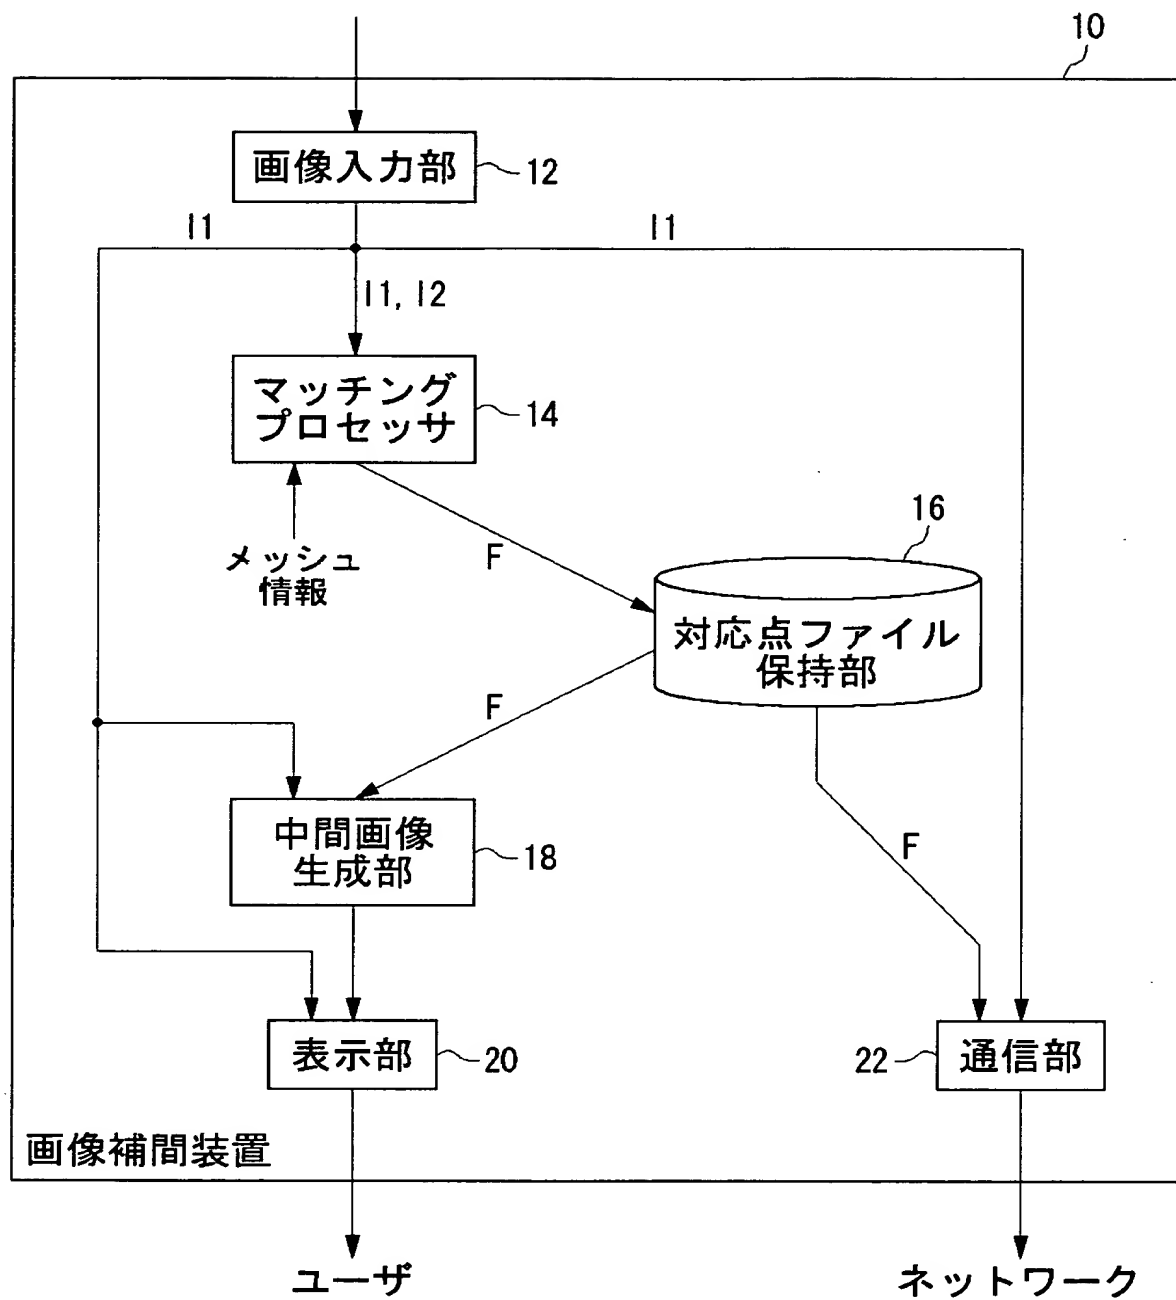 10
画像入力部
12
I1
I1
I1, I2
マッチング
プロセッサ
14
メッシュ
情報
F
16
対応点ファイル
保持部
F
中間画像
生成部
18
F
表示部
20
22
通信部
画像補間装置
ユーザ
ネットワーク